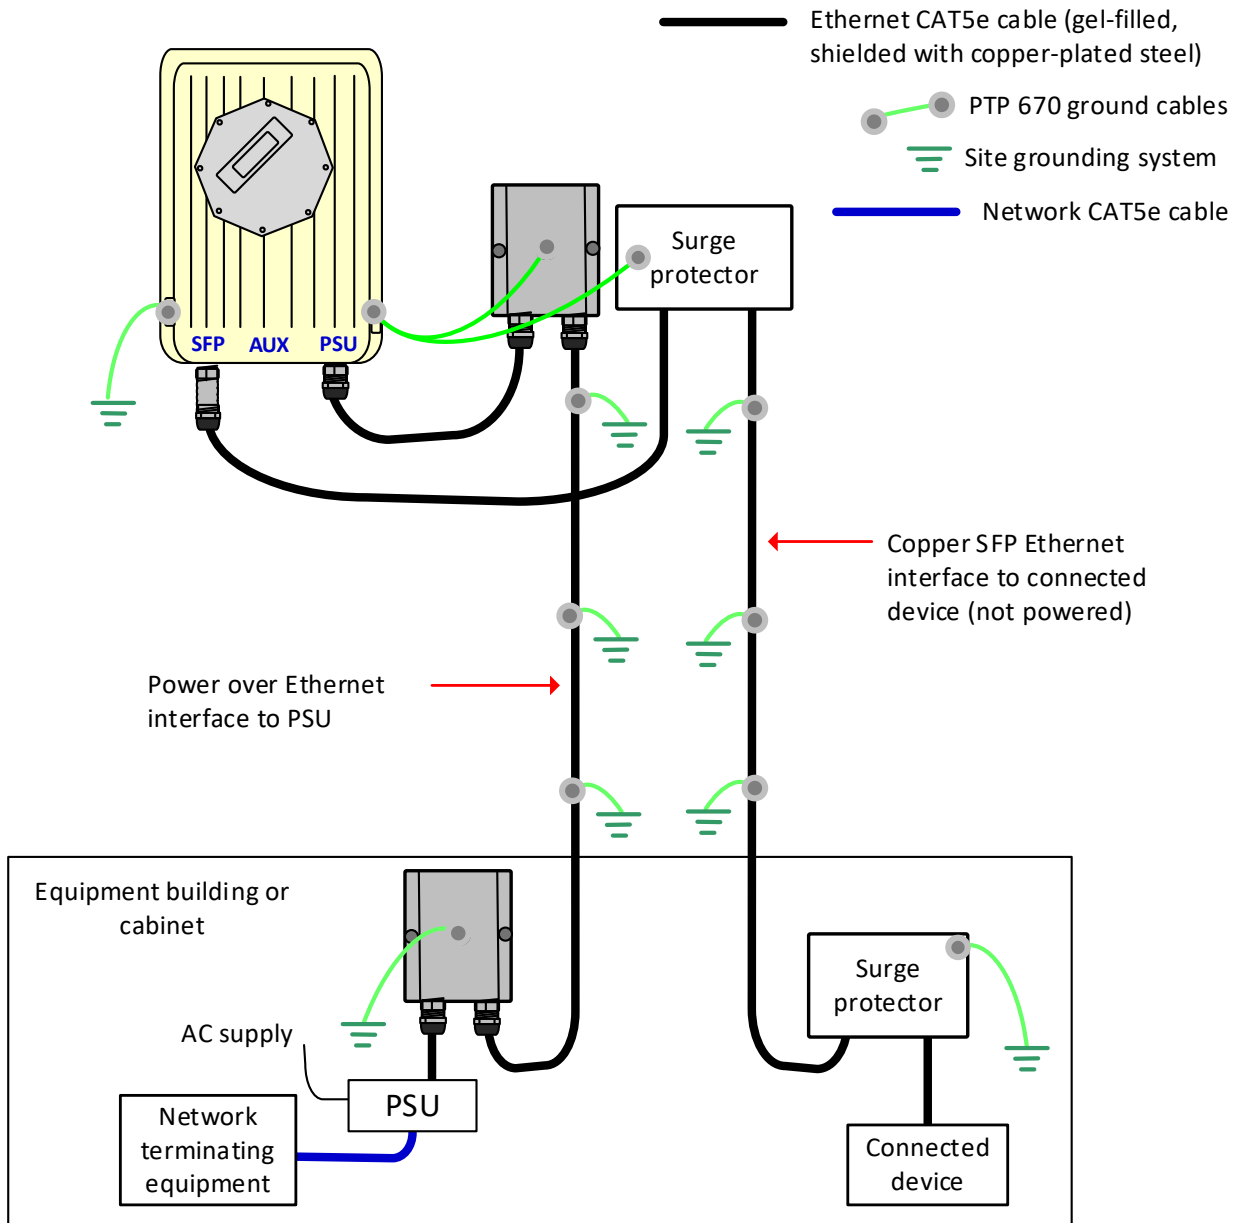 Ethernet CAT5e cable (gel-filled,
shielded with copper-plated steel)
PTP 670 ground cables
Site grounding system
Network CAT5e cable
Surge
protector
SFP AUX PSU
Copper SFP Ethernet
interface to connected
device (not powered)
Power over Ethernet
interface to PSU
Equipment building or
cabinet
Surge
protector
AC supply
PSU
Network
terminating
equipment
Connected
device